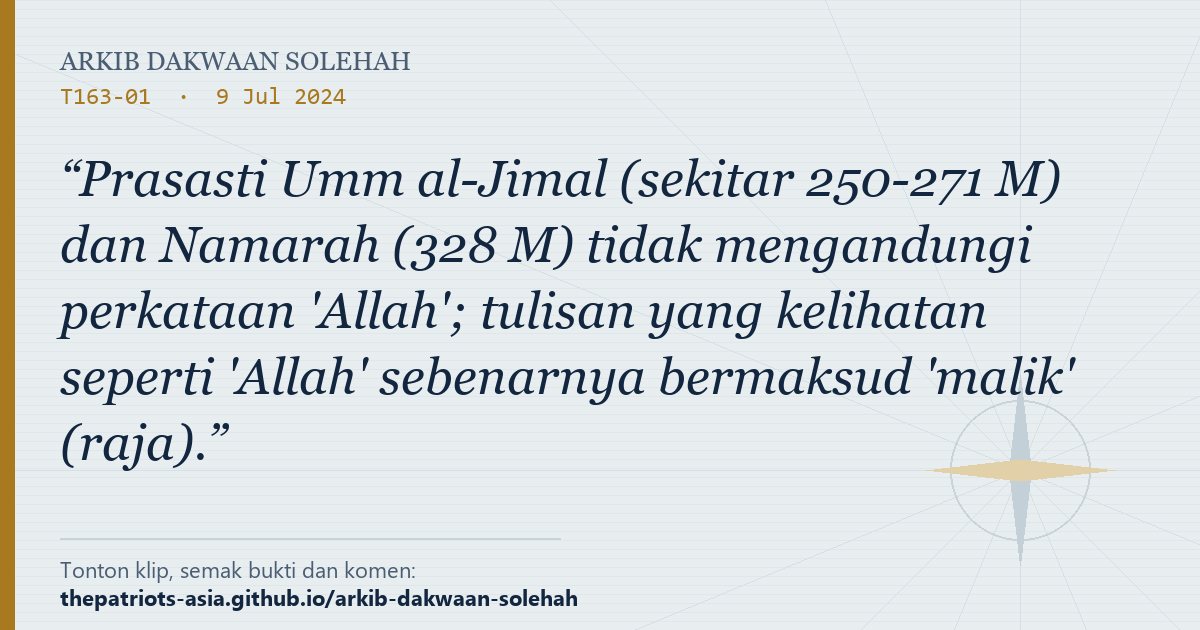 ARKIB DAKWAAN SOLEHAH
T163-01 · 9 Jul 2024
“Prasasti Umm al-Jimal (sekitar 250-271 M)
dan Namarah (328 M) tidak mengandungi
perkataan 'Allah'; tulisan yang kelihatan
seperti 'Allah' sebenarnya bermaksud 'malik'
(raja).”
Tonton klip, semak bukti dan komen:
thepatriots-asia.github.io/arkib-dakwaan-solehah